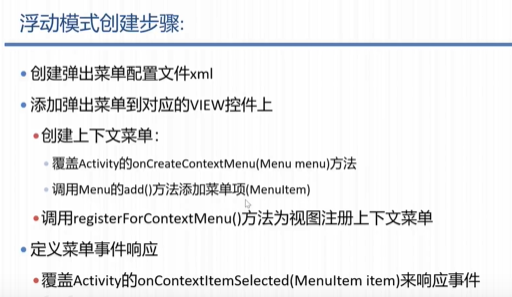 浮动模式创建步骤:
创建弹出菜单配置文件xml
添加弹出菜单到对应的VIEW控件上
创建上下文菜单：
覆盖Activity的onCreateContextMenu(Menu menu)方法
调用Menu的add()方法添加菜单项(MenuItem)
调用registerForContextMenu()方法为视图注册上下文菜单
定义菜单事件响应
覆盖Activity的onContextItemSelected(MenuItem item)来响应事件